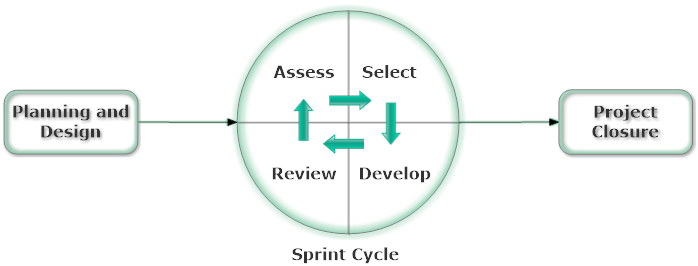 Assess Select
Planning and
Design
Project
Closure
Review Develop
Sprint Cycle